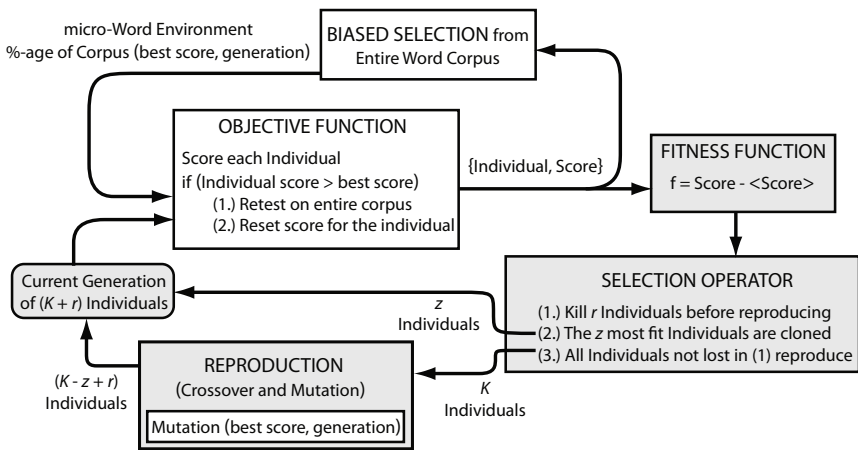 micro-Word Environment
%-age of Corpus (best score, generation)
BIASED SELECTION from
Entire Word Corpus
OBJECTIVE FUNCTION
Score each Individual
if (Individual score > best score)
(1.) Retest on entire corpus
(2.) Reset score for the individual
{Individual, Score}
FITNESS FUNCTION
f = Score - <Score>
SELECTION OPERATOR
(1.) Kill r Individuals before reproducing
(2.) The z most fit Individuals are cloned
(3.) All Individuals not lost in (1) reproduce
Current Generation
of (K + r) Individuals
z
Individuals
K
Individuals
REPRODUCTION
(Crossover and Mutation)
Mutation (best score, generation)
(K - z + r)
Individuals